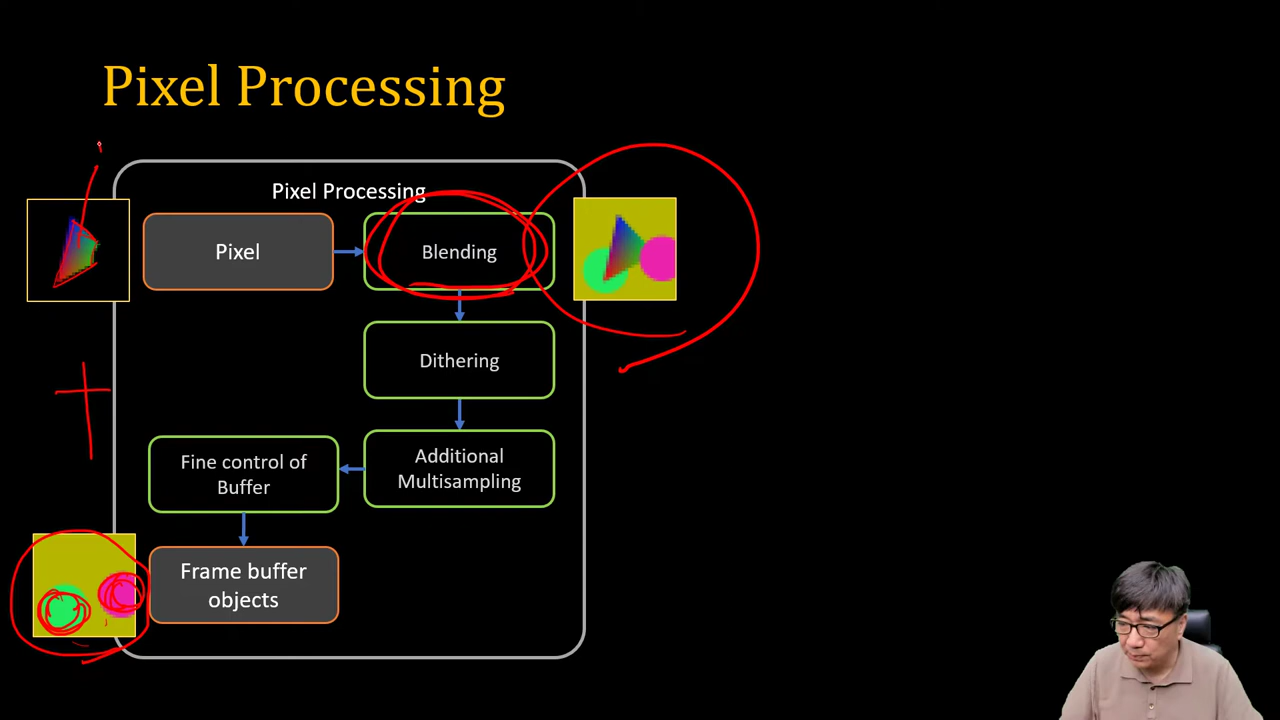 Pixel Processing
Pixel Processing
Pixel
Blending
Dithering
Additional
Multisampling
Fine control of
Buffer
Frame buffer
objects